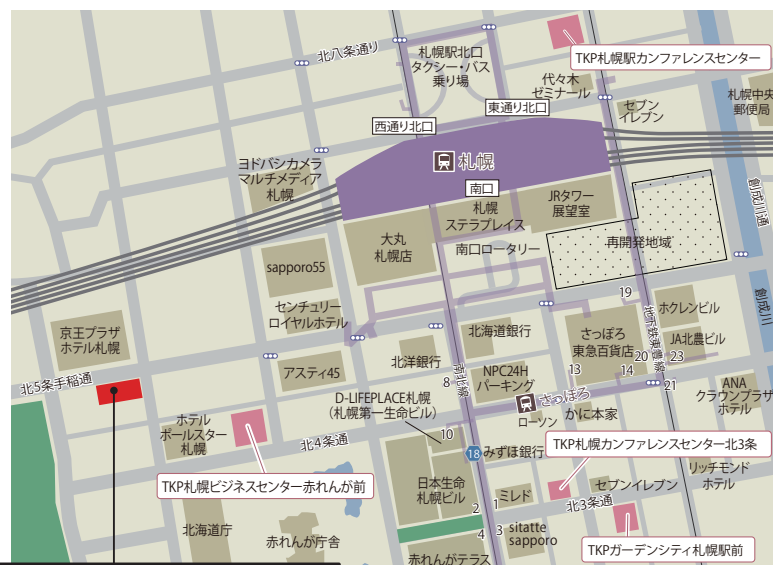 北八条通り
札幌駅北口
タクシー・バス
乗り場
TKP札幌駅カンファレンスセンター
代々木
ゼミナール
セブン
イレブン
札幌中央
郵便局
西通り北口
東通り北口
ヨドバシカメラ
マルチメディア
札幌
札幌
南口
創成川通
JRタワー
展望室
札幌
ステラプレイス
大丸
札幌店
南口ロータリー
再開発地域
sapporo55
創成川
センチュリー
ロイヤルホテル
19
地下鉄東豊線
ホクレンビル
京王プラザ
ホテル札幌
北海道銀行
さっぽろ
東急百貨店
JA北農ビル
北洋銀行
南北線
20
23
13
14
アスティ45
8
NPC24H
パーキング
21
北5条手稲通
D-LIFEPLACE札幌
(札幌第一生命ビル)
さっぽろ
ANA
クラウンプラザ
ホテル
ローソン
かに本家
ホテル
ポールスター
札幌
北4条通
10
18
みずほ銀行
TKP札幌カンファレンスセンター北3条
リッチモンド
ホテル
TKP札幌ビジネスセンター赤れんが前
日本生命
札幌ビル
セブンイレブン
ミレド
北3条通
2
1
4
3
sitatte
sapporo
北海道庁
赤れんが庁舎
赤れんがテラス
TKPガーデンシティ札幌駅前